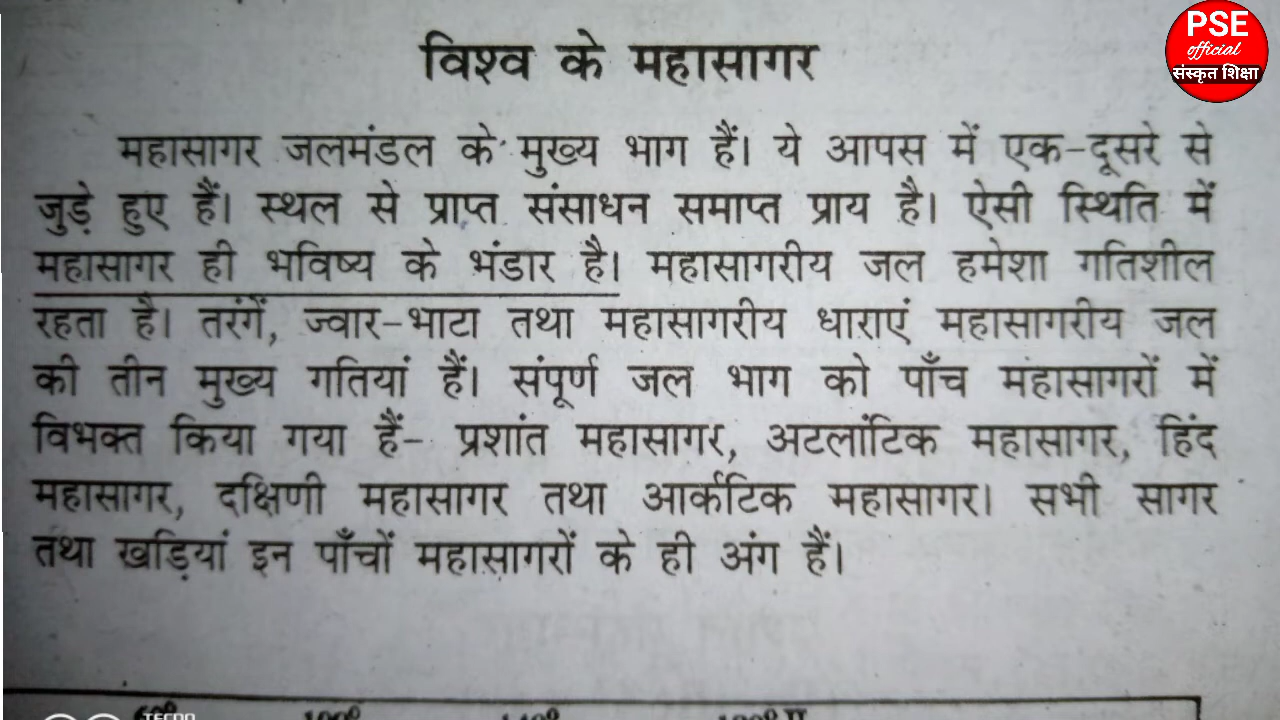 PSE
official
संस्कृत शिक्षा
विश्व के महासागर
महासागर जलमंडल के मुख्य भाग हैं। ये आपस में एक-दूसरे से
जुड़े हुए हैं। स्थल से प्राप्त संसाधन समाप्त प्राय है। ऐसी स्थिति में
महासागर ही भविष्य के भंडार है। महासागरीय जल हमेशा गतिशील
रहता है। तरंगें, ज्वार-भाटा तथा महासागरीय धाराएं महासागरीय जल
की तीन मुख्य गतियां हैं। संपूर्ण जल भाग को पाँच महासागरों में
विभक्त किया गया हैं- प्रशांत महासागर, अटलांटिक महासागर, हिंद
महासागर, दक्षिणी महासागर तथा आर्कटिक महासागर। सभी सागर
तथा खड़ियां इन पाँचों महासागरों के ही अंग हैं।